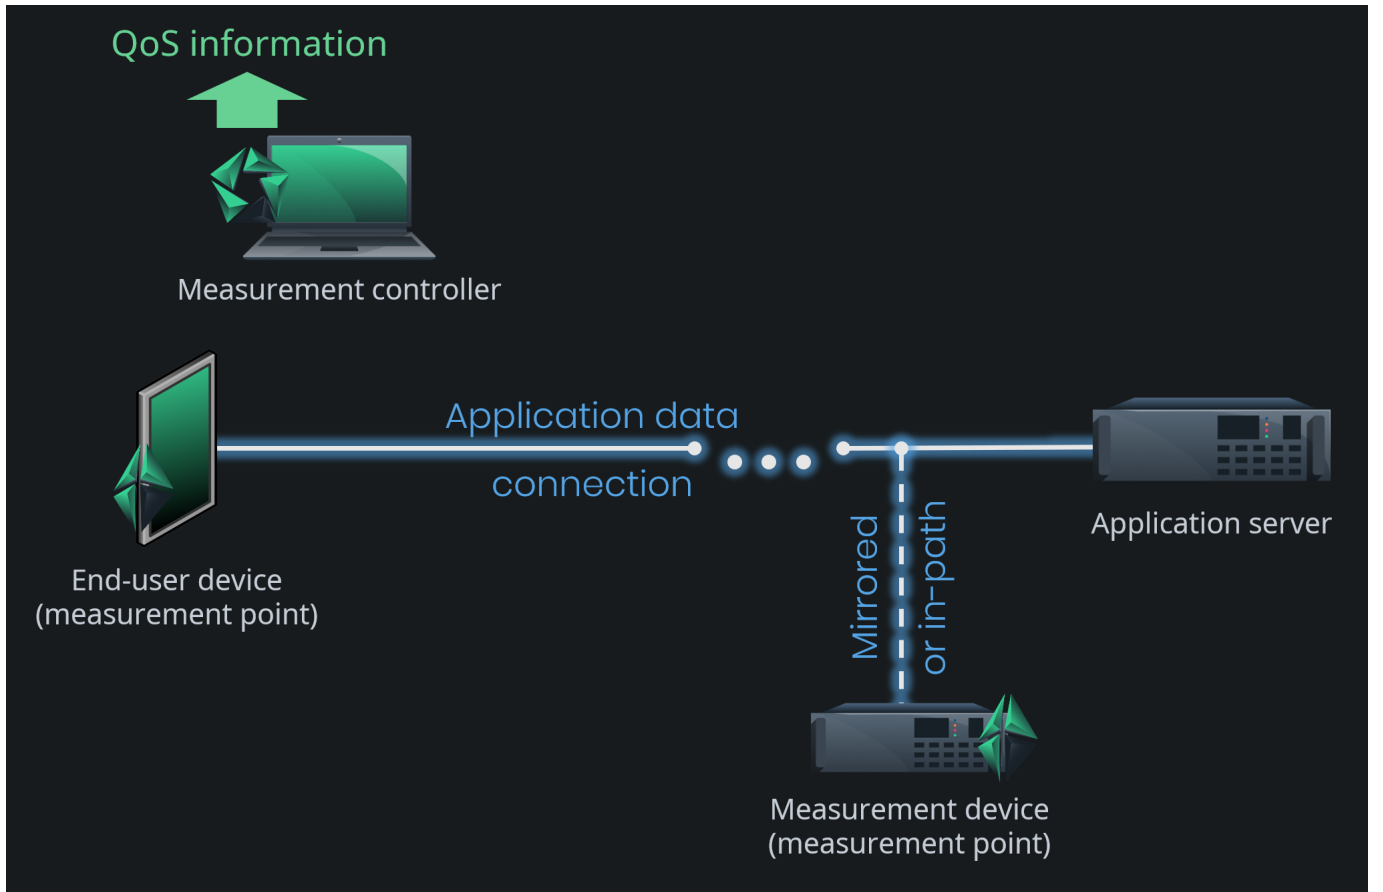 QoS information
Measurement controller
Application data
connection
Application server
Mirrored
or in-path
End-user device
(measurement point)
Measurement device
(measurement point)